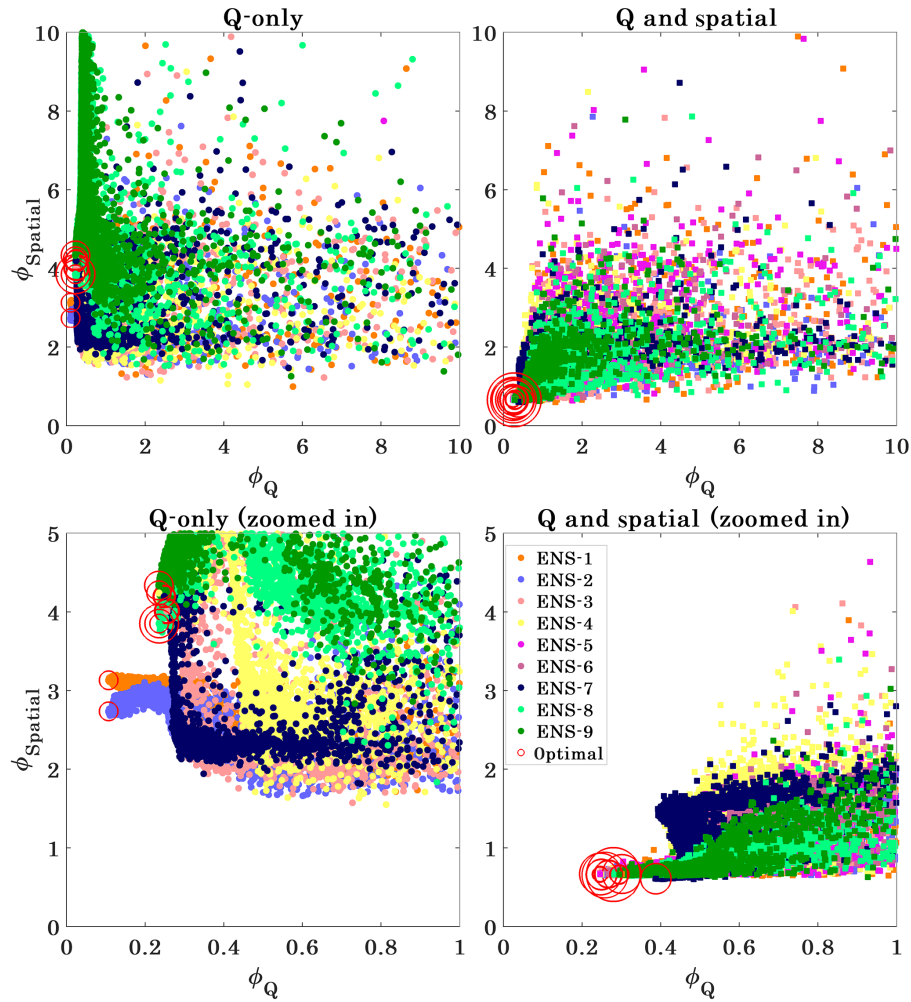 Q-only
Q and spatial
10
8
6
4
2
0
ϕSpatial
0 2 4 6 8 10
ϕQ
10
8
6
4
2
0
0 2 4 6 8 10
ϕQ
Q-only (zoomed in)
Q and spatial (zoomed in)
5
4
3
2
1
0
ϕSpatial
0 0.2 0.4 0.6 0.8 1
ϕQ
5
4
3
2
1
0
0 0.2 0.4 0.6 0.8 1
ϕQ
ENS-1
ENS-2
ENS-3
ENS-4
ENS-5
ENS-6
ENS-7
ENS-8
ENS-9
Optimal